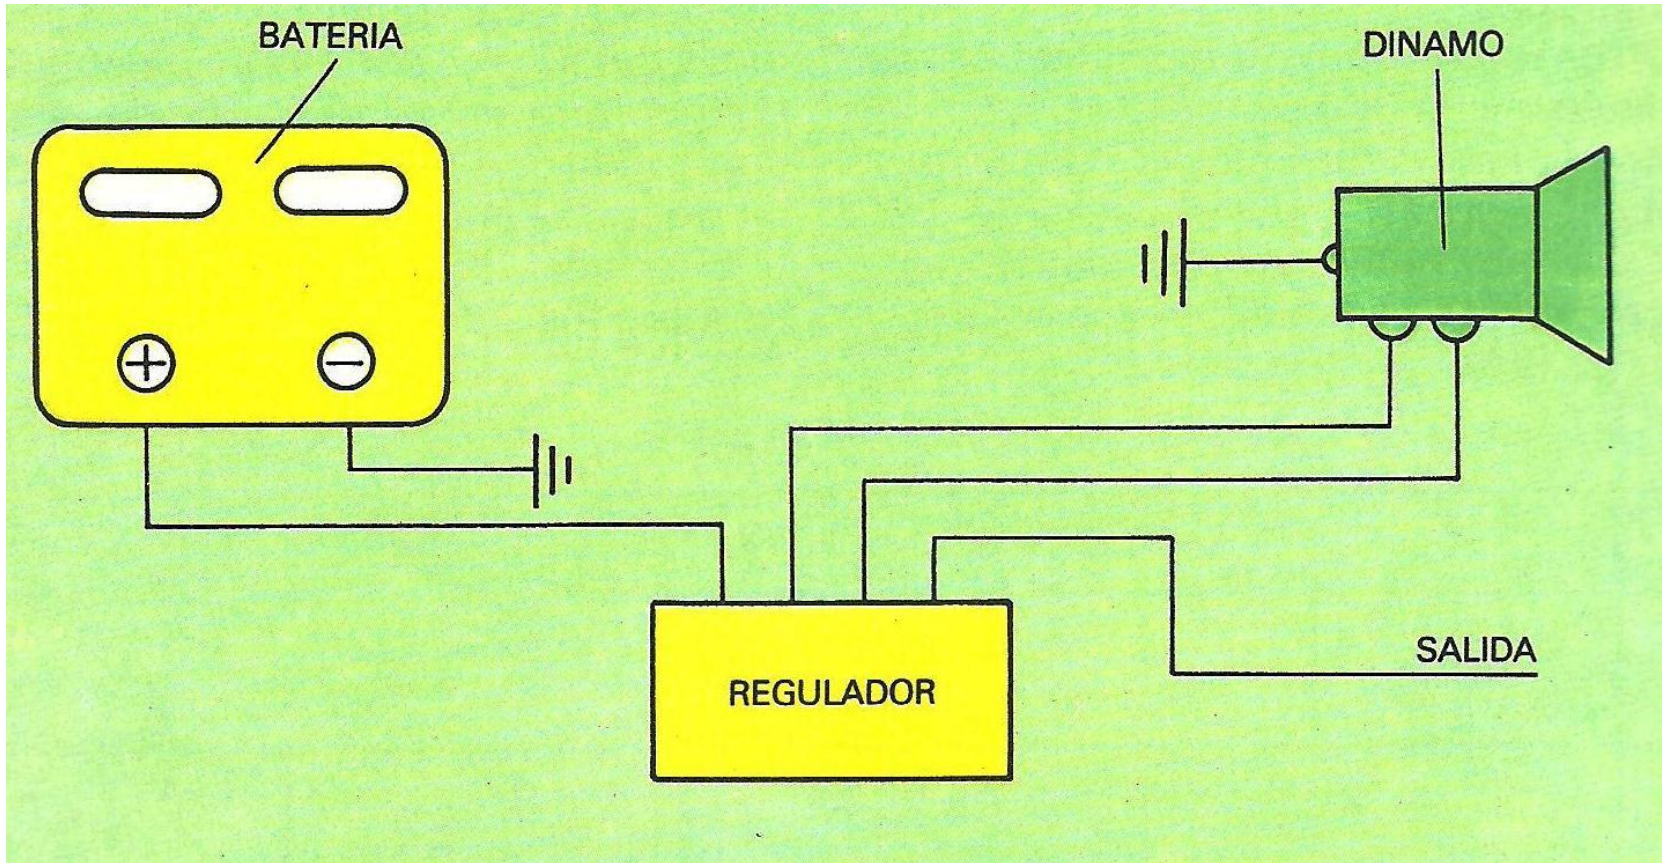 BATERIA
DINAMO
+
−
SALIDA
REGULADOR